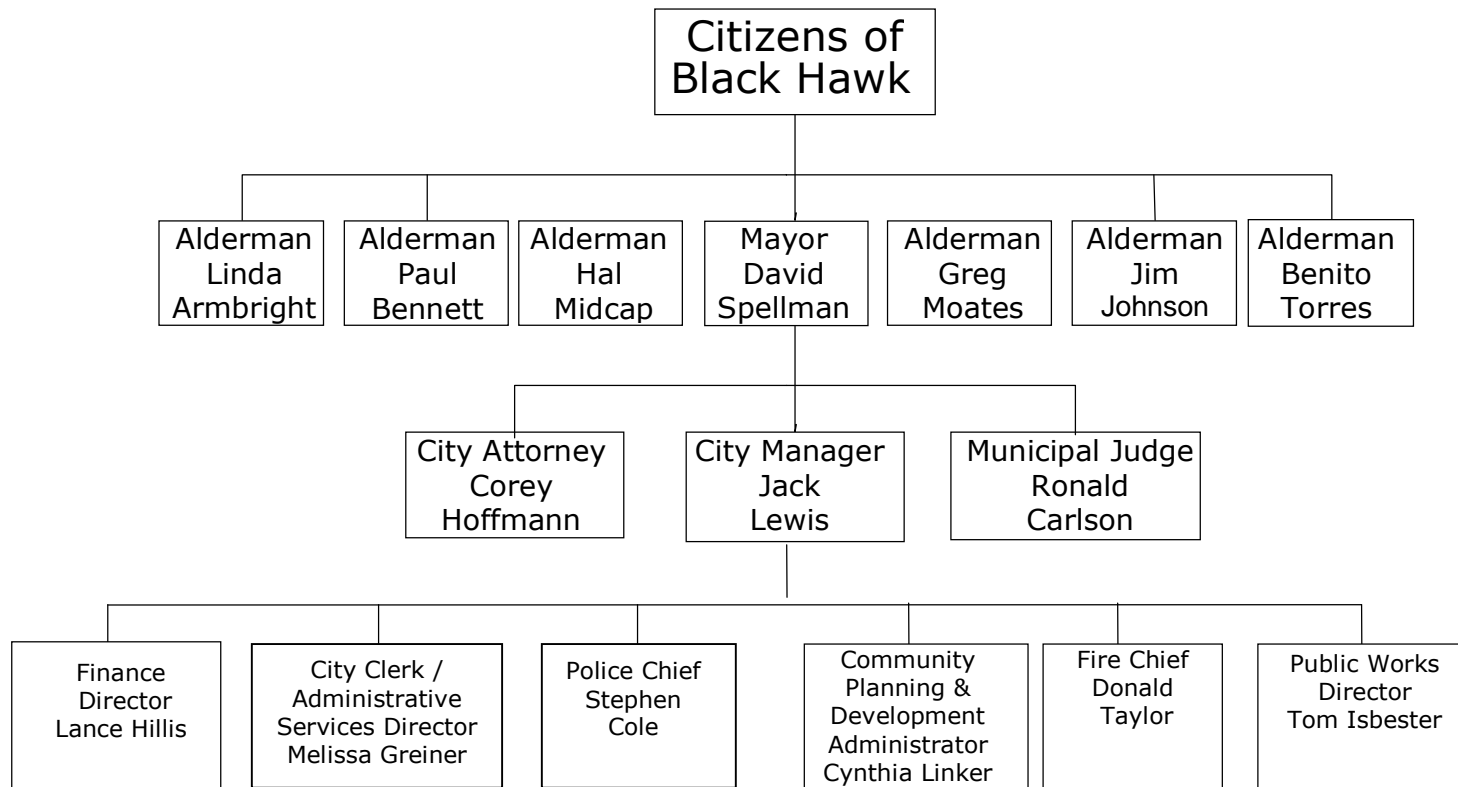 Citizens of
Black Hawk
Alderman
Linda
Armbright
Alderman
Paul
Bennett
Alderman
Hal
Midcap
Mayor
David
Spellman
Alderman
Greg
Moates
Alderman
Jim
Johnson
Alderman
Benito
Torres
City Attorney
Corey
Hoffmann
City Manager
Jack
Lewis
Municipal Judge
Ronald
Carlson
Finance
Director
Lance Hillis
City Clerk /
Administrative
Services Director
Melissa Greiner
Police Chief
Stephen
Cole
Community
Planning &
Development
Administrator
Cynthia Linker
Fire Chief
Donald
Taylor
Public Works
Director
Tom Isbester